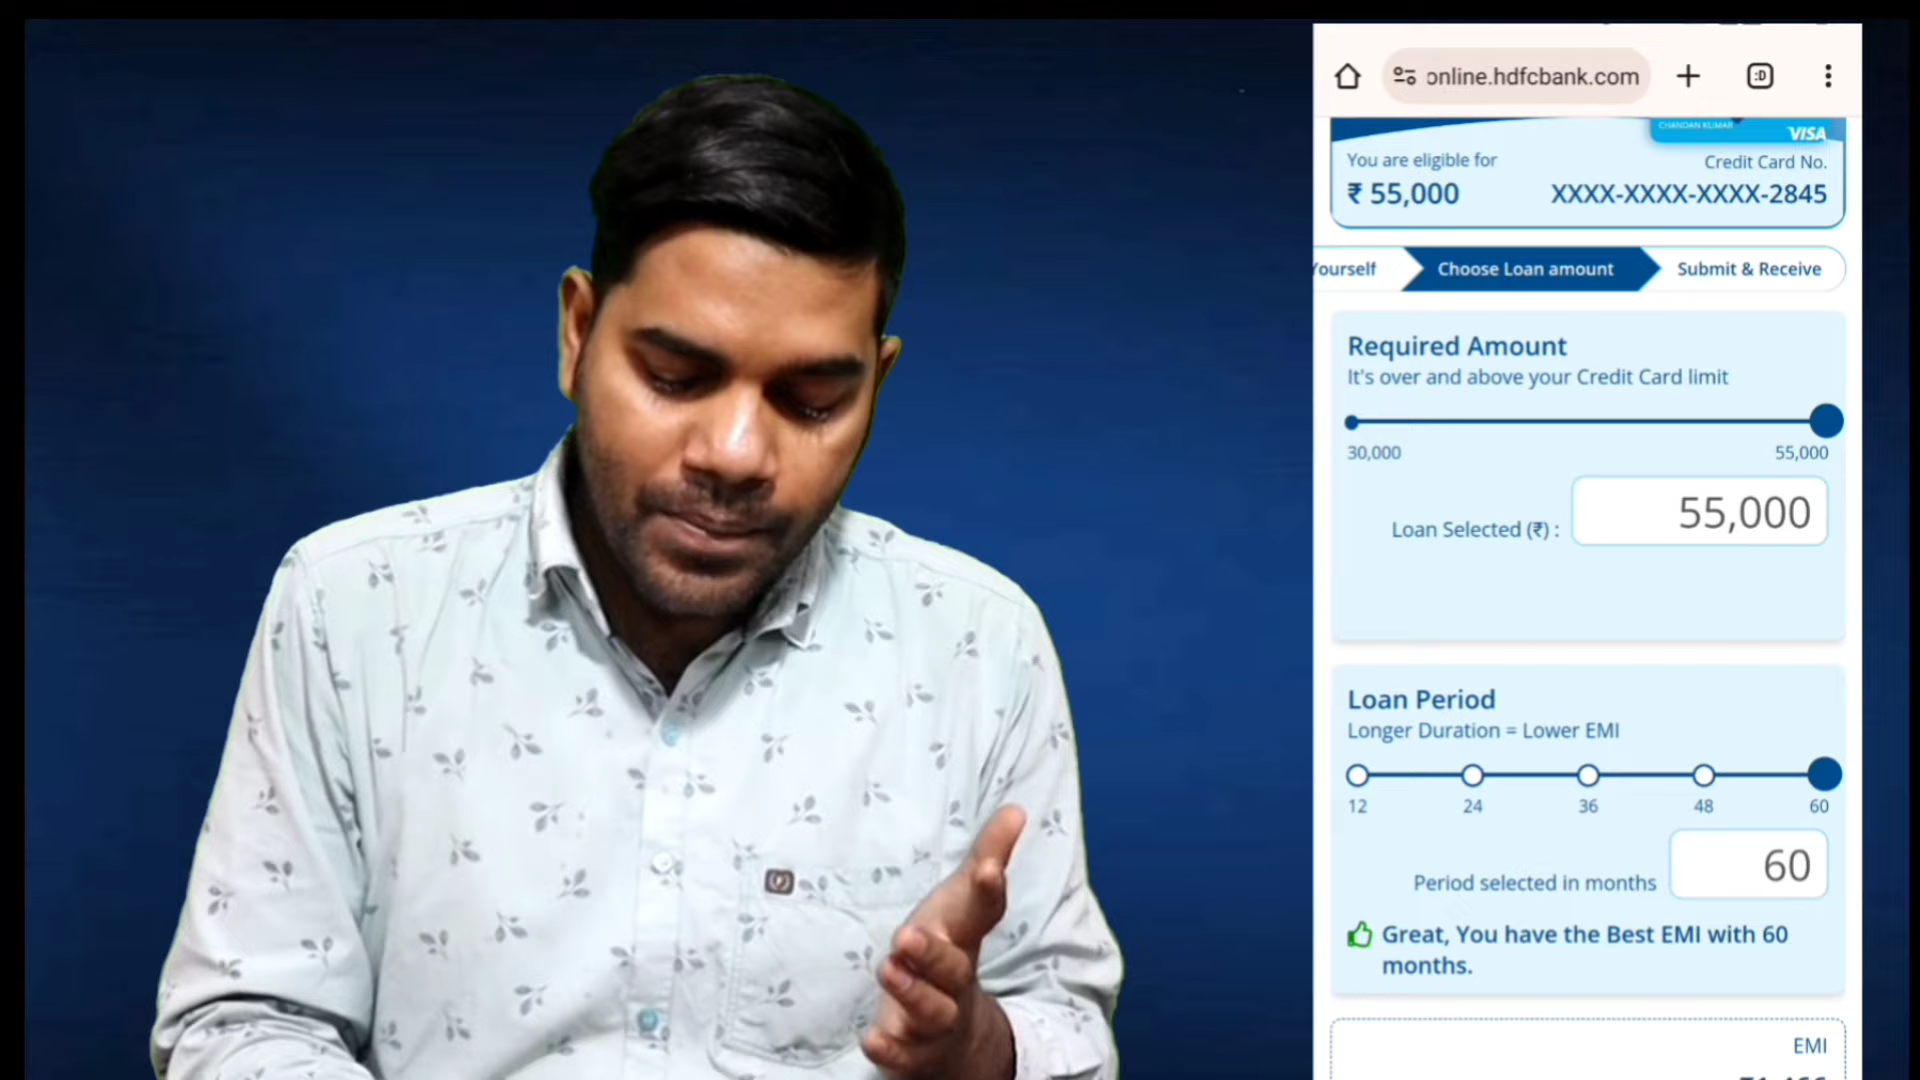 online.hdfcbank.com
:D
CHANDAN KUMAR
VISA
You are eligible for
Credit Card No.
₹ 55,000
XXXX-XXXX-XXXX-2845
Yourself
Choose Loan amount
Submit & Receive
Required Amount
It's over and above your Credit Card limit
30,000
55,000
Loan Selected (₹) :
55,000
Loan Period
Longer Duration = Lower EMI
12
24
36
48
60
Period selected in months
60
Great, You have the Best EMI with 60
months.
EMI